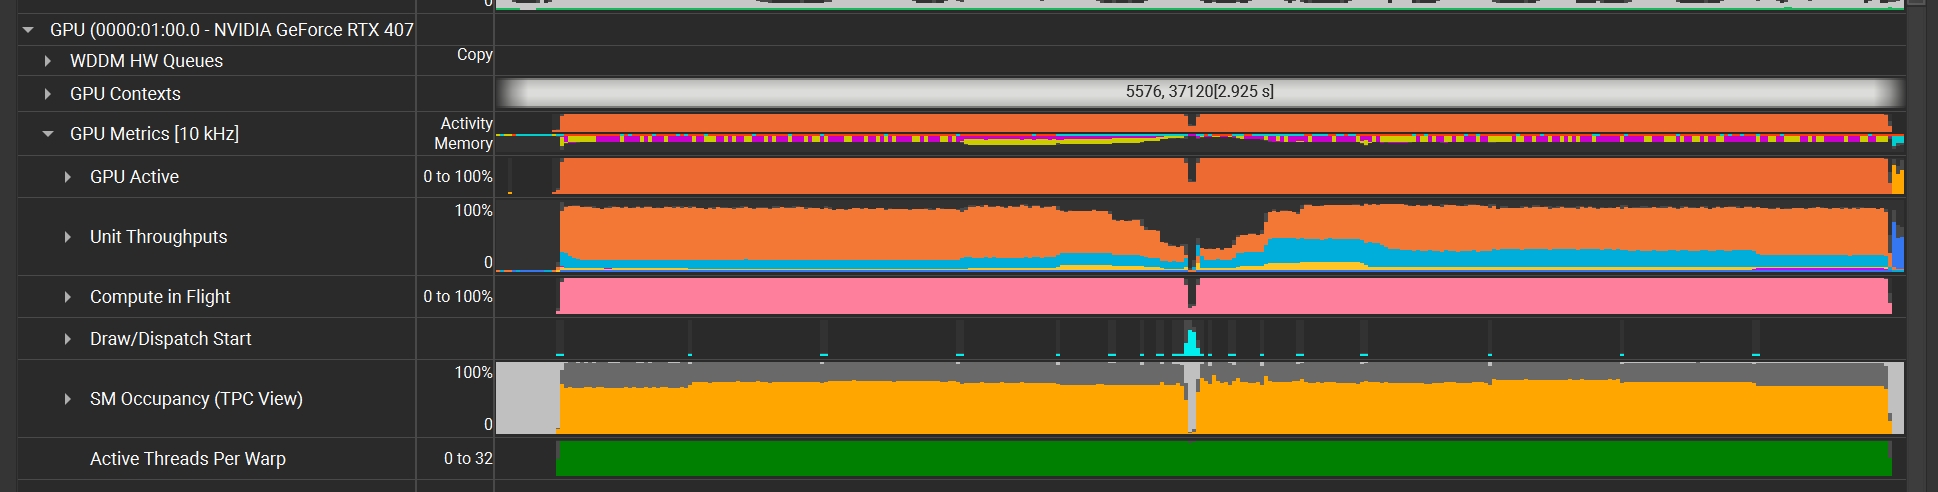 0
GPU (0000:01:00.0 - NVIDIA GeForce RTX 407
WDDM HW Queues
Copy
GPU Contexts
5576, 37120[2.925 s]
GPU Metrics [10 kHz]
Activity
Memory
GPU Active
0 to 100%
Unit Throughputs
100%
0
Compute in Flight
0 to 100%
Draw/Dispatch Start
SM Occupancy (TPC View)
100%
0
Active Threads Per Warp
0 to 32